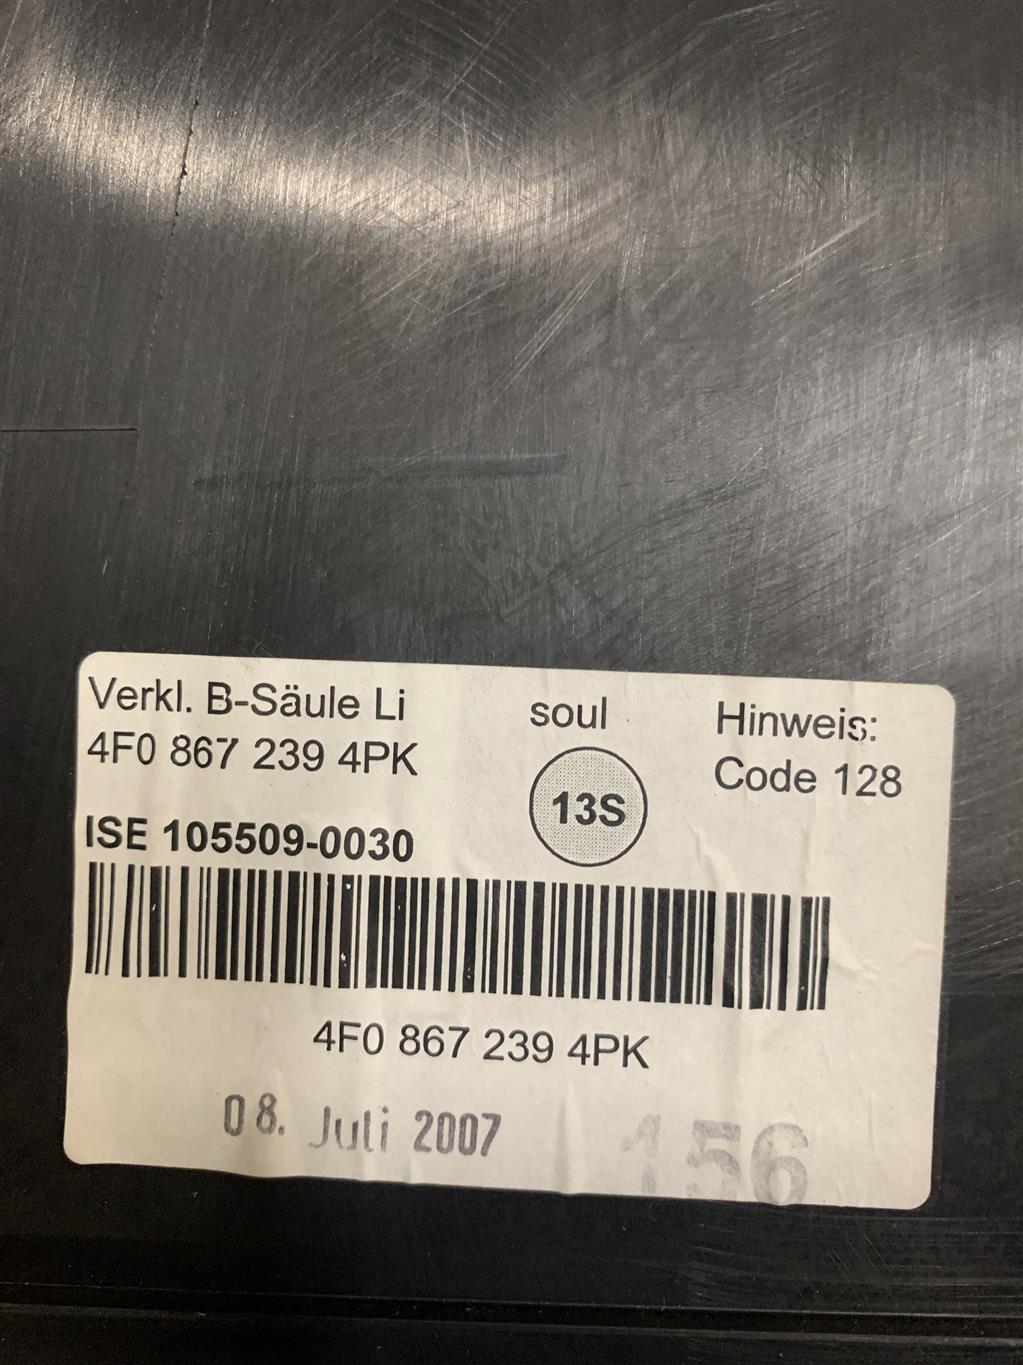 Verkl. B-Säule Li
4F0 867 239 4PK
soul
13S
Hinweis:
Code 128
ISE 105509-0030
4F0 867 239 4PK
08. Juli 2007
156